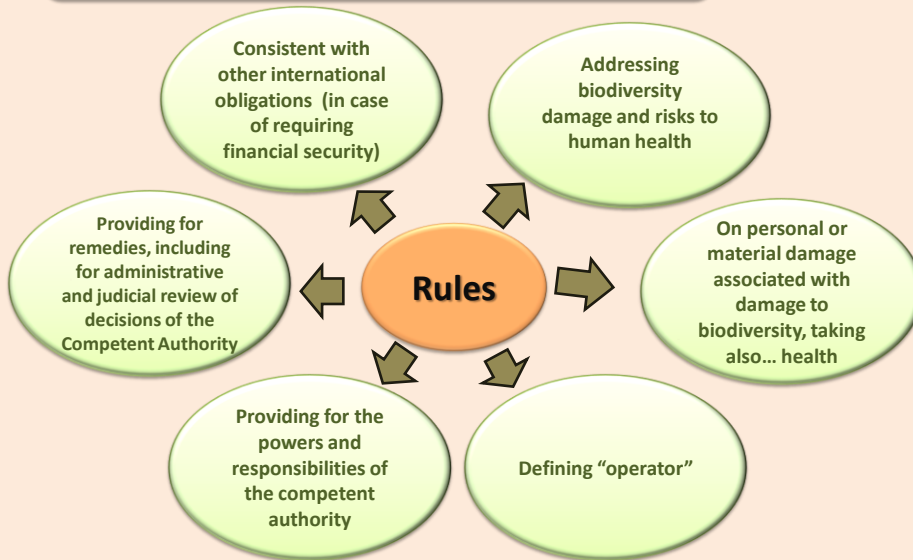 Consistent with
other international
obligations (in case
of requiring
financial security)
Addressing
biodiversity
damage and risks to
human health
Providing for
remedies, including
for administrative
and judicial review of
decisions of the
Competent Authority
Rules
On personal or
material damage
associated with
damage to
biodiversity, taking
also... health
Providing for the
powers and
responsibilities of
the competent
authority
Defining “operator”